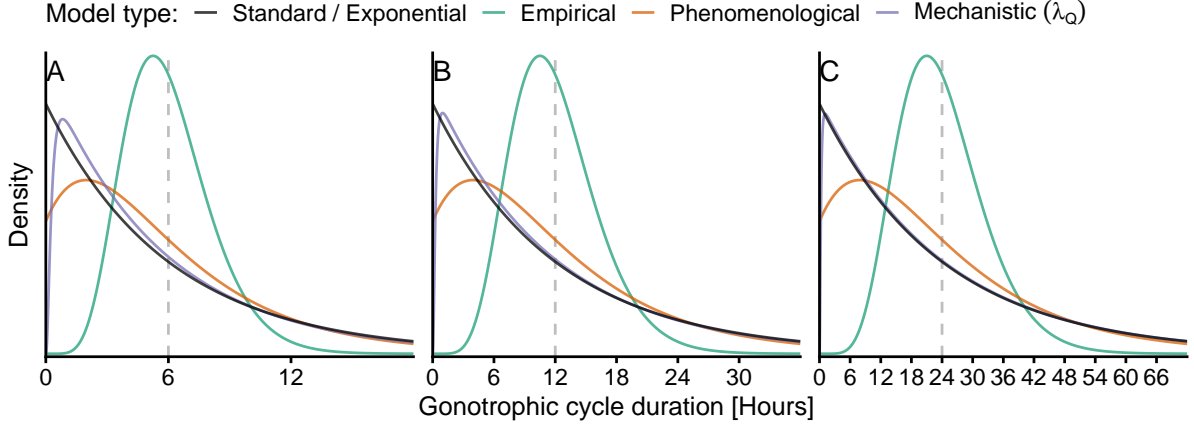 Model type: Standard / Exponential Empirical Phenomenological Mechanistic (λQ)
A B C
Density
0 6 12 0 6 12 18 24 30 0 6 12 18 24 30 36 42 48 54 60 66
Gonotrophic cycle duration [Hours]